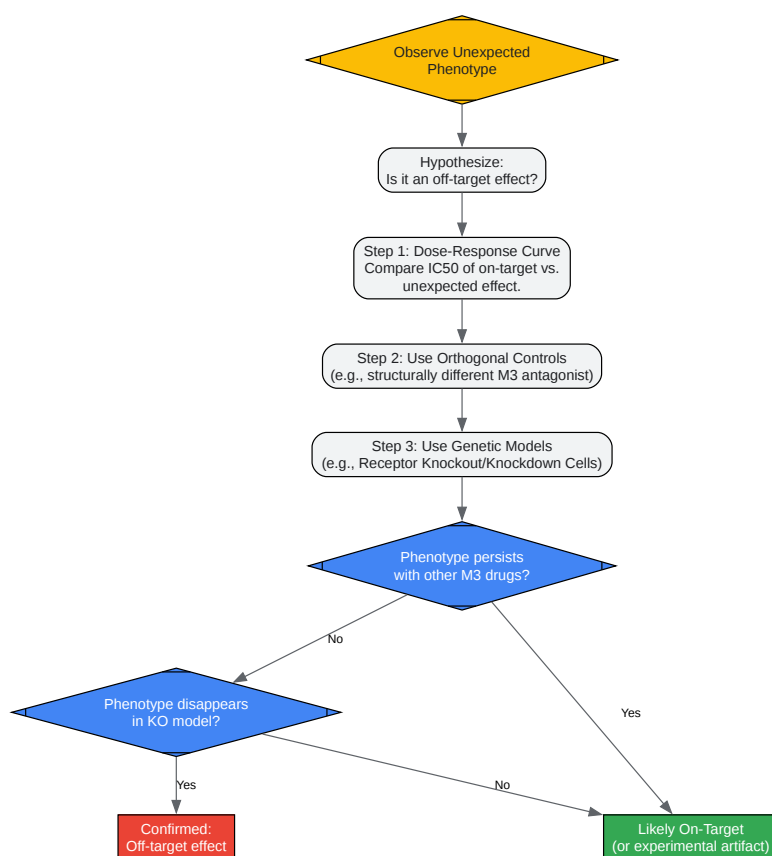 Observe Unexpected
Phenotype
Hypothesize:
Is it an off-target effect?
Step 1: Dose-Response Curve
Compare IC50 of on-target vs.
unexpected effect.
Step 2: Use Orthogonal Controls
(e.g., structurally different M3 antagonist)
Step 3: Use Genetic Models
(e.g., Receptor Knockout/Knockdown Cells)
Phenotype persists
with other M3 drugs?
No
Yes
Phenotype disappears
in KO model?
Yes
No
Confirmed:
Off-target effect
Likely On-Target
(or experimental artifact)